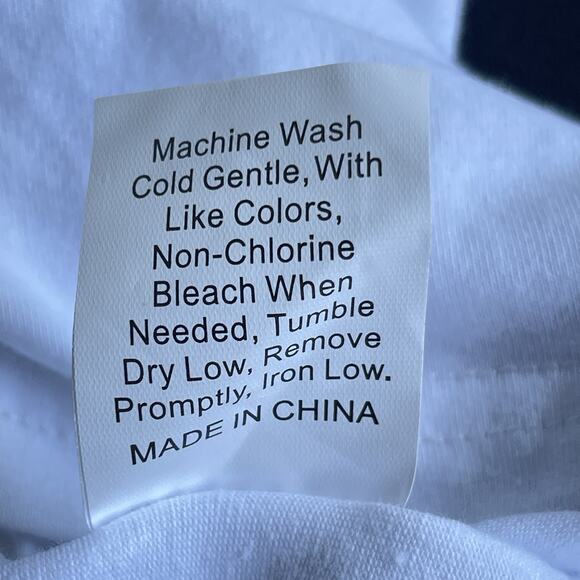 Machine Wash
Cold Gentle, With
Like Colors,
Non-Chlorine
Bleach When
Needed, Tumble
Dry Low, Remove
Promptly, Iron Low.
MADE IN CHINA